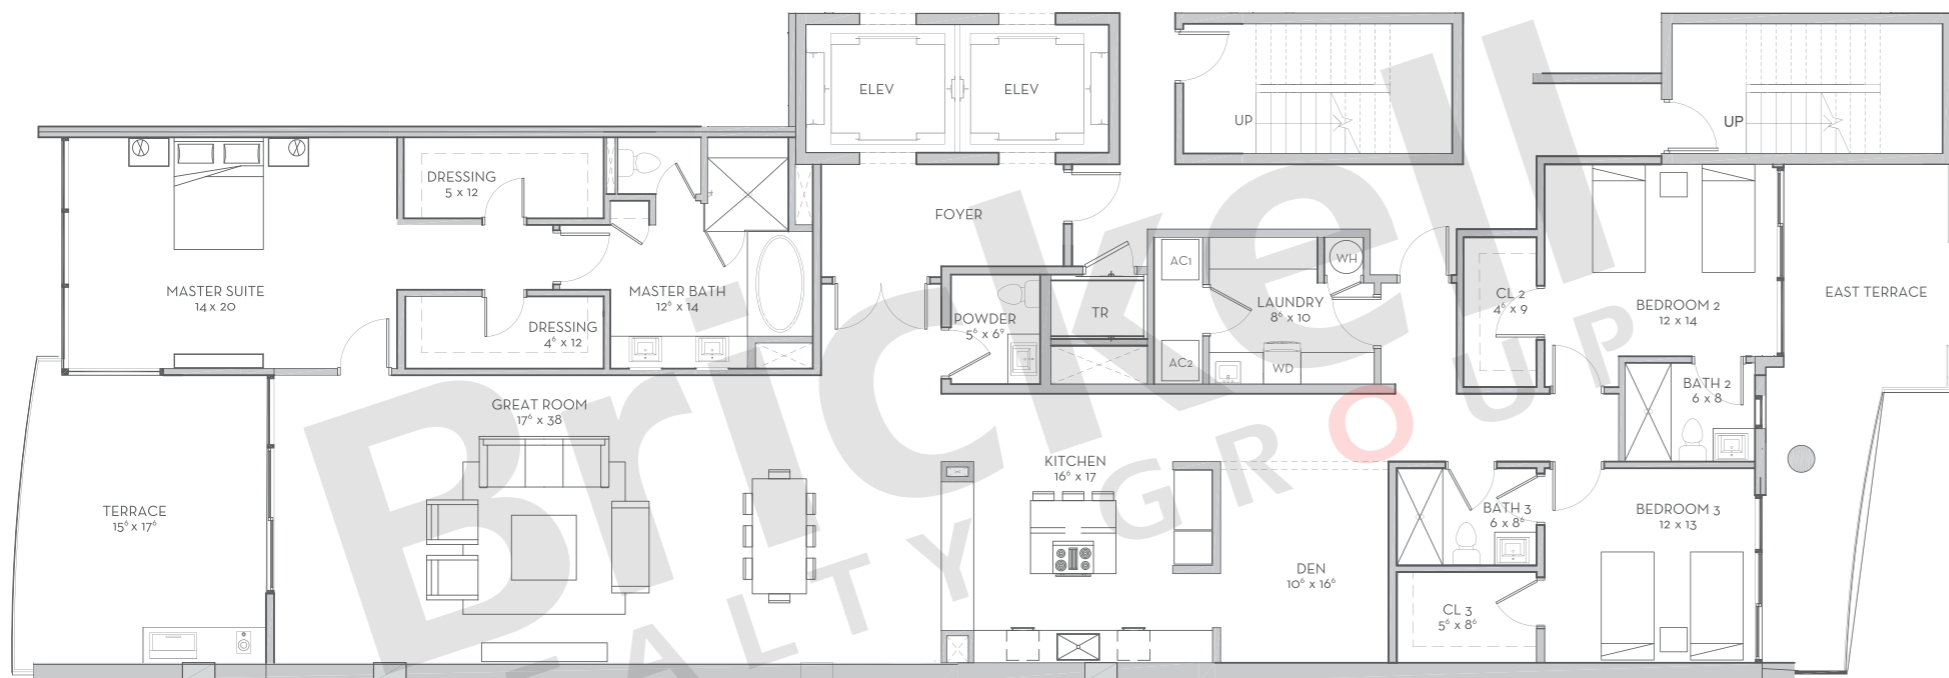 ELEV
ELEV
UP
UP
DRESSING
5 x 12
FOYER
AC1
WH
MASTER SUITE
14 x 20
MASTER BATH
12⁶ x 14
LAUNDRY
8⁶ x 10
CL 2
4⁶ x 9
BEDROOM 2
12 x 14
EAST TERRACE
DRESSING
4⁶ x 12
POWDER
5⁶ x 6⁹
TR
AC2
WD
BATH 2
6 x 8
GREAT ROOM
17⁶ x 38
KITCHEN
16⁶ x 17
TERRACE
15⁶ x 17⁶
BATH 3
6 x 8⁶
BEDROOM 3
12 x 13
DEN
10⁶ x 16⁶
CL 3
5⁶ x 8⁶
Brickell
REALTY GROUP